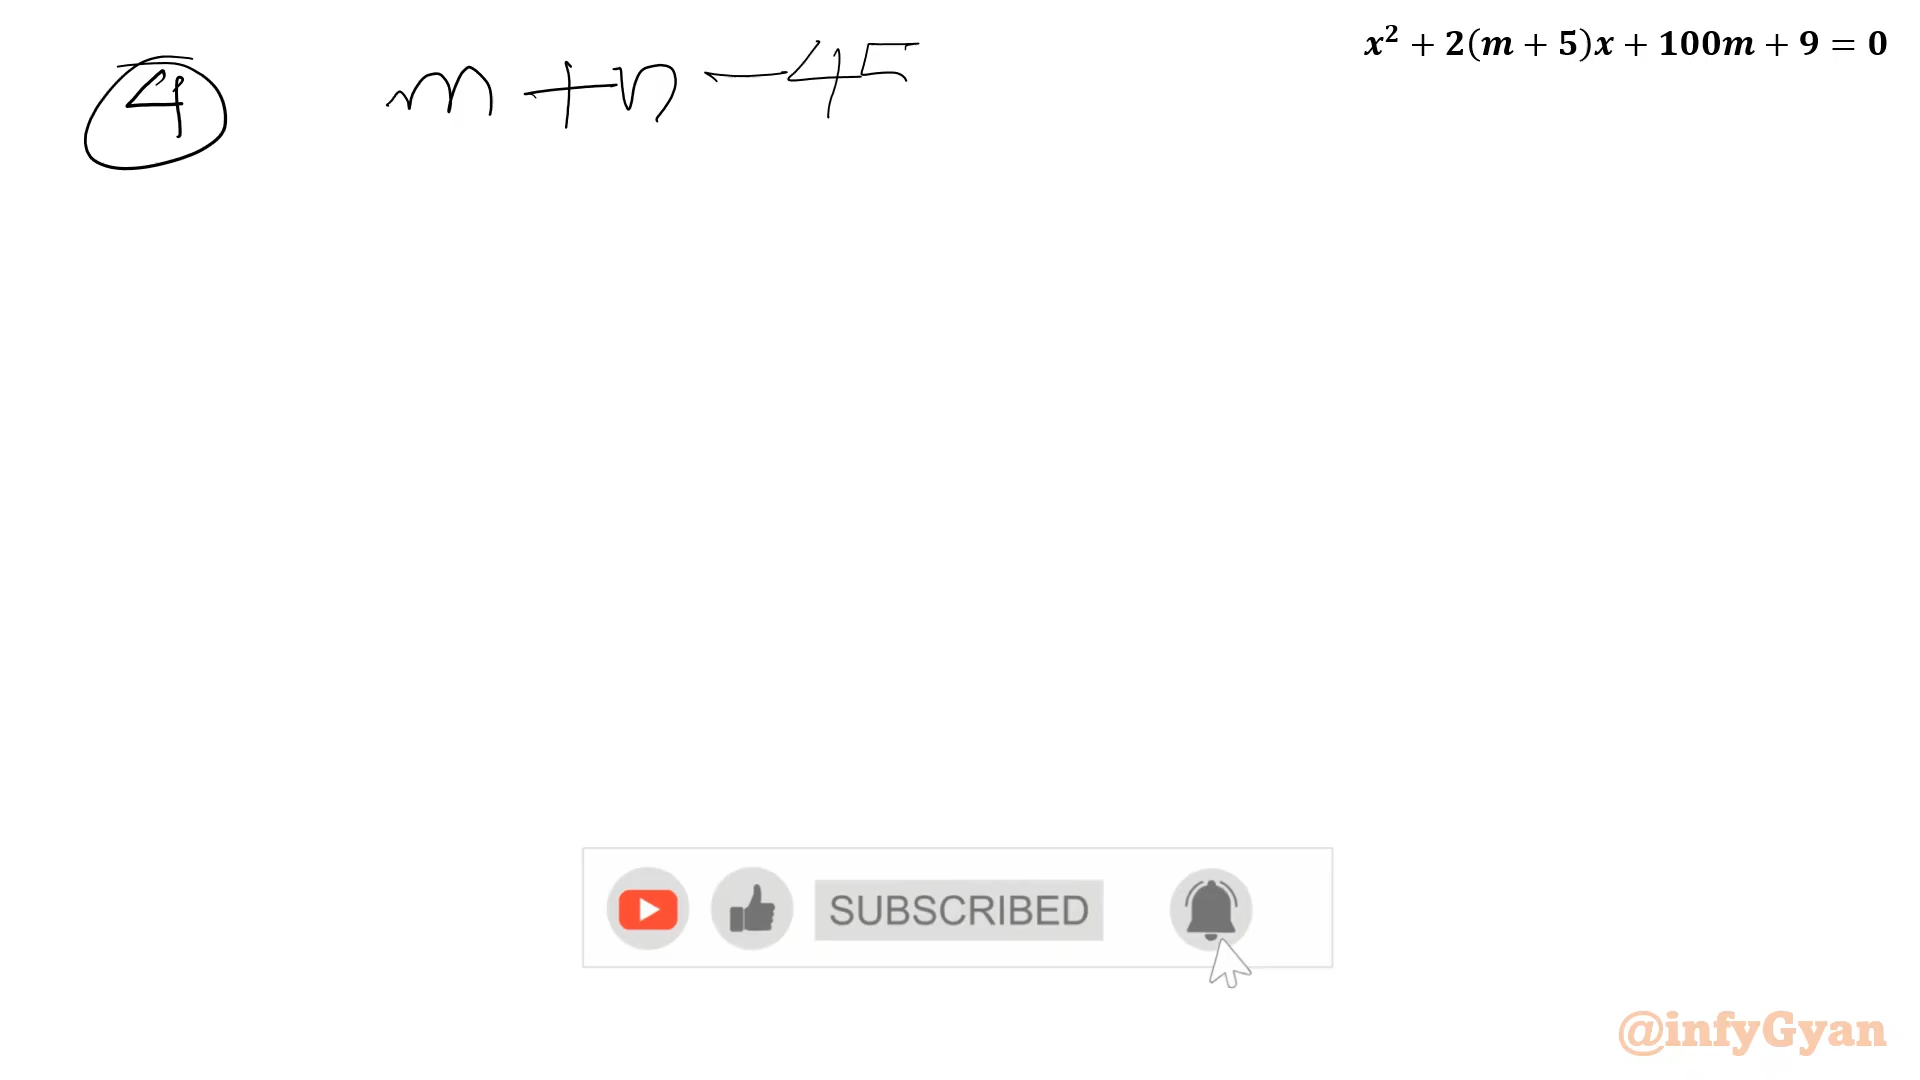 ④ m + n - 45
x² + 2(m + 5)x + 100m + 9 = 0
SUBSCRIBED
@infyGyan